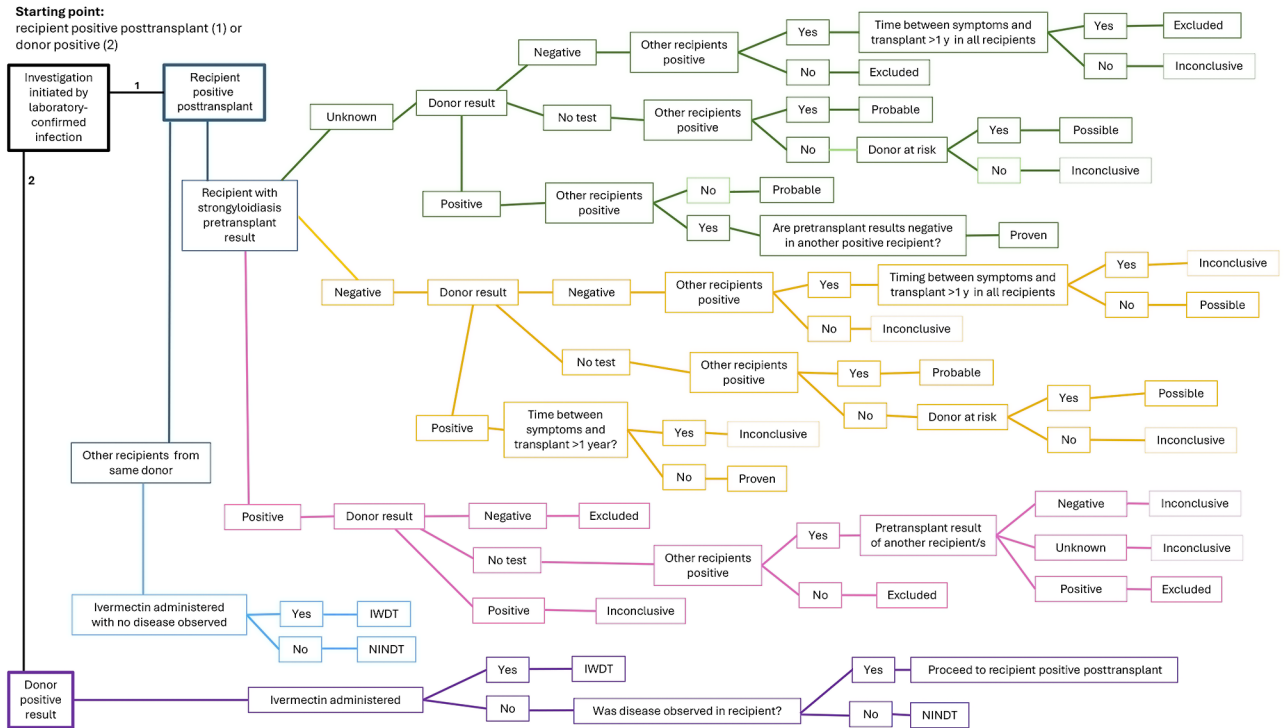 Starting point:
recipient positive posttransplant (1) or
donor positive (2)
Investigation
initiated by
laboratory-
confirmed
infection
1
Recipient
positive
posttransplant
2
Recipient with
strongyloidiasis
pretransplant
result
Unknown
Donor result
Negative
Other recipients
positive
Yes
Time between symptoms and
transplant >1 y in all recipients
Yes
Excluded
No
Inconclusive
No
Excluded
No test
Other recipients
positive
Yes
Probable
No
Donor at risk
Yes
Possible
No
Inconclusive
Positive
Other recipients
positive
No
Probable
Yes
Are pretransplant results negative
in another positive recipient?
Proven
Negative
Donor result
Negative
Other recipients
positive
Yes
Timing between symptoms and
transplant >1 y in all recipients
Yes
Inconclusive
No
Possible
No
Inconclusive
No test
Other recipients
positive
Yes
Probable
No
Donor at risk
Yes
Possible
No
Inconclusive
Positive
Time between
symptoms and
transplant >1 year?
Yes
Inconclusive
No
Proven
Other recipients from
same donor
Positive
Donor result
Negative
Excluded
No test
Other recipients
positive
Yes
Pretransplant result
of another recipient/s
Negative
Inconclusive
Unknown
Inconclusive
Positive
Excluded
No
Excluded
Positive
Inconclusive
Ivermectin administered
with no disease observed
Yes
IWDT
No
NINDT
Donor
positive
result
Ivermectin administered
Yes
IWDT
No
Was disease observed in recipient?
Yes
Proceed to recipient positive posttransplant
No
NINDT